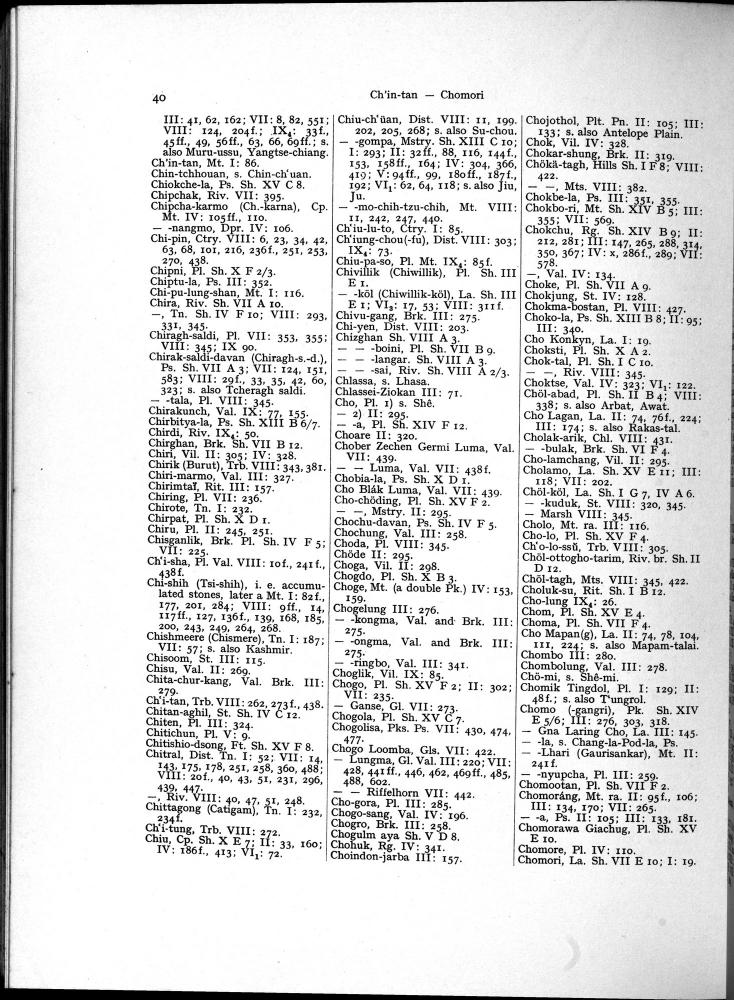 40
Ch'in-tan — Chomori
III: 41, 62, 162; VII: 8, 82, 551;
VIII: 124, 204f.; IX₄: 33f.,
45ff., 49, 56ff., 63, 66, 69ff.; s.
also Muru-ussu, Yangtse-chiang.
Ch'in-tan, Mt. I: 86.
Chin-tchhouan, s. Chin-ch'uan.
Chiokche-la, Ps. Sh. XV C 8.
Chipchak, Riv. VII: 395.
Chipcha-karmo (Ch.-karna), Cp.
Mt. IV: 105ff., 110.
— -nangmo, Dpr. IV: 106.
Chi-pin, Ctry. VIII: 6, 23, 34, 42,
63, 68, 101, 216, 236f., 251, 253,
270, 438.
Chipni, Pl. Sh. X F 2/3.
Chiptu-la, Ps. III: 352.
Chi-pu-lung-shan, Mt. I: 116.
Chira, Riv. Sh. VII A 10.
—, Tn. Sh. IV F 10; VIII: 293,
331, 345.
Chiragh-saldi, Pl. VII: 353, 355;
VIII: 345; IX 90.
Chirak-saldi-davan (Chiragh-s.-d.),
Ps. Sh. VII A 3; VII: 124, 151,
583; VIII: 29f., 33, 35, 42, 60,
323; s. also Tcheragh saldi.
— -tala, Pl. VIII: 345.
Chirakunch, Val. IX: 77, 155.
Chirbitya-la, Ps. Sh. XIII B 6/7.
Chirdi, Riv. IX₄: 50.
Chirghan, Brk. Sh. VII B 12.
Chiri, Vil. II: 305; IV: 328.
Chirik (Burut), Trb. VIII: 343, 381.
Chiri-marmo, Val. III: 327.
Chirimtaĭ, Rit. III: 157.
Chiring, Pl. VII: 236.
Chirote, Tn. I: 232.
Chirpat, Pl. Sh. X D 1.
Chiru, Pl. II: 245, 251.
Chisganlik, Brk. Pl. Sh. IV F 5;
VII: 225.
Ch'i-sha, Pl. Val. VIII: 10f., 241f.,
438f.
Chi-shih (Tsi-shih), i. e. accumu-
lated stones, later a Mt. I: 82f.,
177, 201, 284; VIII: 9ff., 14,
117ff., 127, 136f., 139, 168, 185,
200, 243, 249, 264, 268.
Chishmeere (Chismere), Tn. I: 187;
VII: 57; s. also Kashmir.
Chisoom, St. III: 115.
Chisu, Val. II: 269.
Chita-chur-kang, Val. Brk. III:
279.
Ch'i-tan, Trb. VIII: 262, 273f., 438.
Chitan-aghil, St. Sh. IV C 12.
Chiten, Pl. III: 324.
Chitichun, Pl. V: 9.
Chitishio-dsong, Ft. Sh. XV F 8.
Chitral, Dist. Tn. I: 52; VII: 14,
143, 175, 178, 251, 258, 360, 488;
VIII: 20f., 40, 43, 51, 231, 296,
439, 447.
—, Riv. VIII: 40, 47, 51, 248.
Chittagong (Catigam), Tn. I: 232,
234f.
Ch'i-tung, Trb. VIII: 272.
Chiu, Cp. Sh. X E 7; II: 33, 160;
IV: 186f., 413; VI₁: 72.
Chiu-ch'üan, Dist. VIII: 11, 199.
202, 205, 268; s. also Su-chou.
— -gompa, Mstry. Sh. XIII C 10;
I: 293; II: 32ff., 88, 116, 144f.,
153, 158ff., 164; IV: 304, 366,
419; V: 94ff., 99, 180ff., 187f.,
192; VI₁: 62, 64, 118; s. also Jiu,
Ju.
— -mo-chih-tzu-chih, Mt. VIII:
11, 242, 247, 440.
Ch'iu-lu-to, Ctry. I: 85.
Ch'iung-chou(-fu), Dist. VIII: 303;
IX₄: 73.
Chiu-pa-so, Pl. Mt. IX₄: 85f.
Chivillik (Chiwillik), Pl. Sh. III
E 1.
— -köl (Chiwillik-köl), La. Sh. III
E 1; VI₂: 17, 53; VIII: 311f.
Chivu-gang, Brk. III: 275.
Chi-yen, Dist. VIII: 203.
Chizghan Sh. VIII A 3.
— — -boini, Pl. Sh. VII B 9.
— — -langar. Sh. VIII A 3.
— — -sai, Riv. Sh. VIII A 2/3.
Chlassa, s. Lhasa.
Chlassei-Ziokan III: 71.
Cho, Pl. 1) s. Shê.
— 2) II: 295.
— -a, Pl. Sh. XIV F 12.
Choare II: 320.
Chober Zechen Germi Luma, Val.
VII: 439.
— — Luma, Val. VII: 438f.
Chobia-la, Ps. Sh. X D 1.
Cho Blák Luma, Val. VII: 439.
Cho-chöding, Pl. Sh. XV F 2.
— —, Mstry. II: 295.
Chochu-davan, Ps. Sh. IV F 5.
Chochung, Val. III: 258.
Choda, Pl. VIII: 345.
Chöde II: 295.
Choga, Vil. II: 298.
Chogdo, Pl. Sh. X B 3.
Choge, Mt. (a double Pk.) IV: 153,
159.
Chogelung III: 276.
— -kongma, Val. and Brk. III:
275.
— -ongma, Val. and Brk. III:
275.
— -ringbo, Val. III: 341.
Choglik, Vil. IX: 85.
Chogo, Pl. Sh. XV F 2; II: 302;
VII: 235.
— Ganse, Gl. VII: 273.
Chogola, Pl. Sh. XV C 7.
Chogolisa, Pks. Ps. VII: 430, 474,
477.
Chogo Loomba, Gls. VII: 422.
— Lungma, Gl. Val. III: 220; VII:
428, 441ff., 446, 462, 469ff., 485,
488, 602.
— — Riffelhorn VII: 442.
Cho-gora, Pl. III: 285.
Chogo-sang, Val. IV: 196.
Chogro, Brk. III: 258.
Chogulm aya Sh. V D 8.
Chohuk, Rg. IV: 341.
Choindon-jarba III: 157.
Chojothol, Plt. Pn. II: 105; III:
133; s. also Antelope Plain.
Chok, Vil. IV: 328.
Chokar-shung, Brk. II: 319.
Chökä-tagh, Hills Sh. I F 8; VIII:
422.
— —, Mts. VIII: 382.
Chokbe-la, Ps. III: 351, 355.
Chokbo-ri, Mt. Sh. XIV B 5; III:
355; VII: 569.
Chokchu, Rg. Sh. XIV B 9; II:
212, 281; III: 147, 265, 288, 314,
350, 367; IV: x, 286f., 289; VII:
578.
—, Val. IV: 134.
Choke, Pl. Sh. VII A 9.
Chokjung, St. IV: 128.
Chokma-bostan, Pl. VIII: 427.
Choko-la, Ps. Sh. XIII B 8; II: 95;
III: 340.
Cho Konkyn, La. I: 19.
Choksti, Pl. Sh. X A 2.
Chok-tal, Pl. Sh. I C 10.
— —, Riv. VIII: 345.
Choktse, Val. IV: 323; VI₁: 122.
Chöl-abad, Pl. Sh. II B 4; VIII:
338; s. also Arbat, Awat.
Cho Lagan, La. II: 74, 76f., 224;
III: 174; s. also Rakas-tal.
Cholak-arik, Chl. VIII: 431.
— -bulak, Brk. Sh. VI F 4.
Cho-lamchang, Vil. II: 295.
Cholamo, La. Sh. XV E 11; III:
118; VII: 202.
Chöl-köl, La. Sh. I G 7, IV A 6.
— -kuduk, St. VIII: 320, 345.
— Marsh VIII: 345.
Cholo, Mt. ra. III: 116.
Cho-lo, Pl. Sh. XV F 4.
Ch'o-lo-ssŭ, Trb. VIII: 305.
Chöl-ottogho-tarim, Riv. br. Sh. II
D 12.
Chöl-tagh, Mts. VIII: 345, 422.
Choluk-su, Rit. Sh. I B 12.
Cho-lung IX₄: 26.
Chom, Pl. Sh. XV E 4.
Choma, Pl. Sh. VII F 4.
Cho Mapan(g), La. II: 74, 78, 104,
111, 224; s. also Mapam-talai.
Chombo III: 280.
Chombolung, Val. III: 278.
Chö-mi, s. Shê-mi.
Chomik Tingdol, Pl. I: 129; II:
48f.; s. also T'ungrol.
Chomo (-gangri), Pk. Sh. XIV
E 5/6; III: 276, 303, 318.
— Gna Laring Cho, La. III: 145.
— -la, s. Chang-la-Pod-la, Ps.
— -Lhari (Gaurisankar), Mt. II:
241f.
— -nyupcha, Pl. III: 259.
Chomootan, Pl. Sh. VII F 2.
Chomoráng, Mt. ra. II: 95f., 106;
III: 134, 170; VII: 265.
— -a, Ps. II: 105; III: 133, 181.
Chomorawa Giachug, Pl. Sh. XV
E 10.
Chomore, Pl. IV: 110.
Chomori, La. Sh. VII E 10; I: 19.